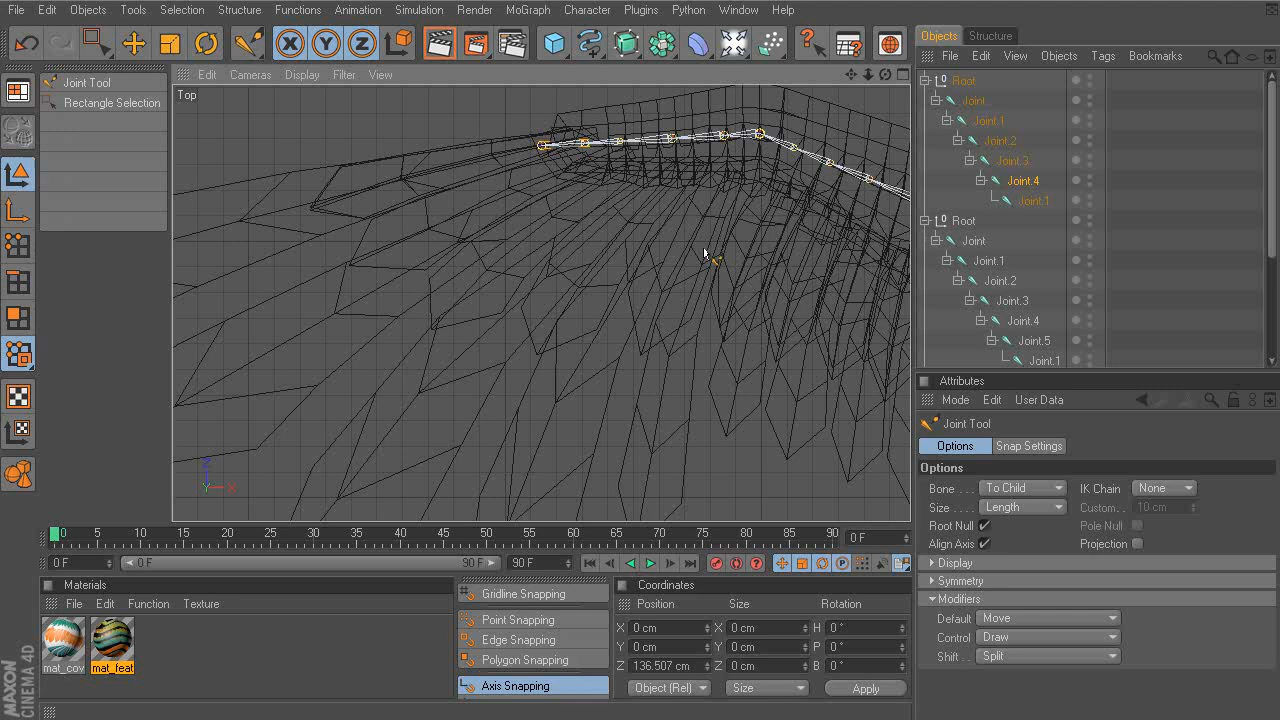 File Edit Objects Tools Selection Structure Functions Animation Simulation Render MoGraph Character Plugins Python Window Help
Joint Tool
Rectangle Selection
Edit Cameras Display Filter View
Top
Z
Y X
Objects Structure
File Edit View Objects Tags Bookmarks
Root
Joint
Joint.1
Joint.2
Joint.3
Joint.4
Joint.1
Root
Joint
Joint.1
Joint.2
Joint.3
Joint.4
Joint.5
Joint.1
Attributes
Mode Edit User Data
Joint Tool
Options Snap Settings
Options
Bone . . . . To Child IK Chain None
Size . . . . Length Custom . . 10 cm
Root Null Pole Null
Align Axis Projection
Display
Symmetry
Modifiers
Default Move
Control Draw
Shift . . Split
0 5 10 15 20 25 30 35 40 45 50 55 60 65 70 75 80 85 90 0 F
0 F 0 F 90 F 90 F
Materials
File Edit Function Texture
mat_cov mat_feat
Gridline Snapping
Point Snapping
Edge Snapping
Polygon Snapping
Axis Snapping
Coordinates
Position Size Rotation
X 0 cm X 0 cm H 0 °
Y 0 cm Y 0 cm P 0 °
Z 136.507 cm Z 0 cm B 0 °
Object (Rel) Size Apply
MAXON
CINEMA 4D